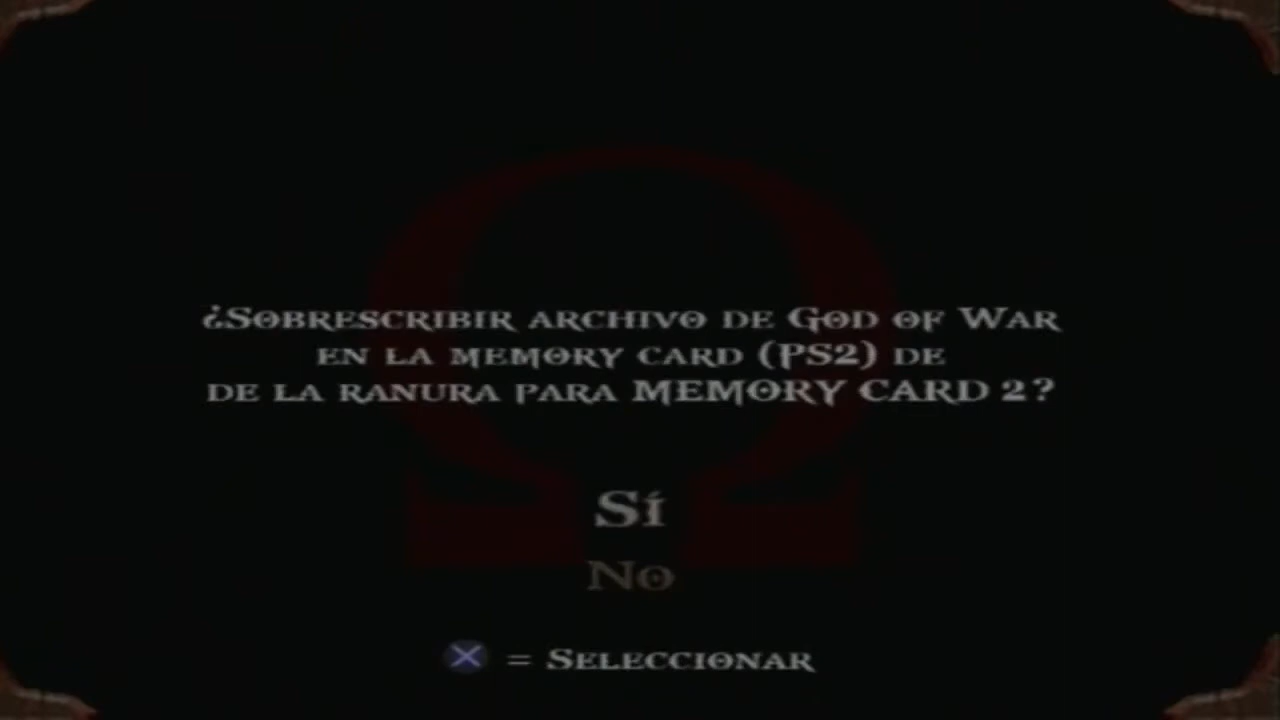 ¿Sobrescribir archivo de God of War
en la memory card (PS2) de
de la ranura para MEMORY CARD 2?
Sí
No
= Seleccionar